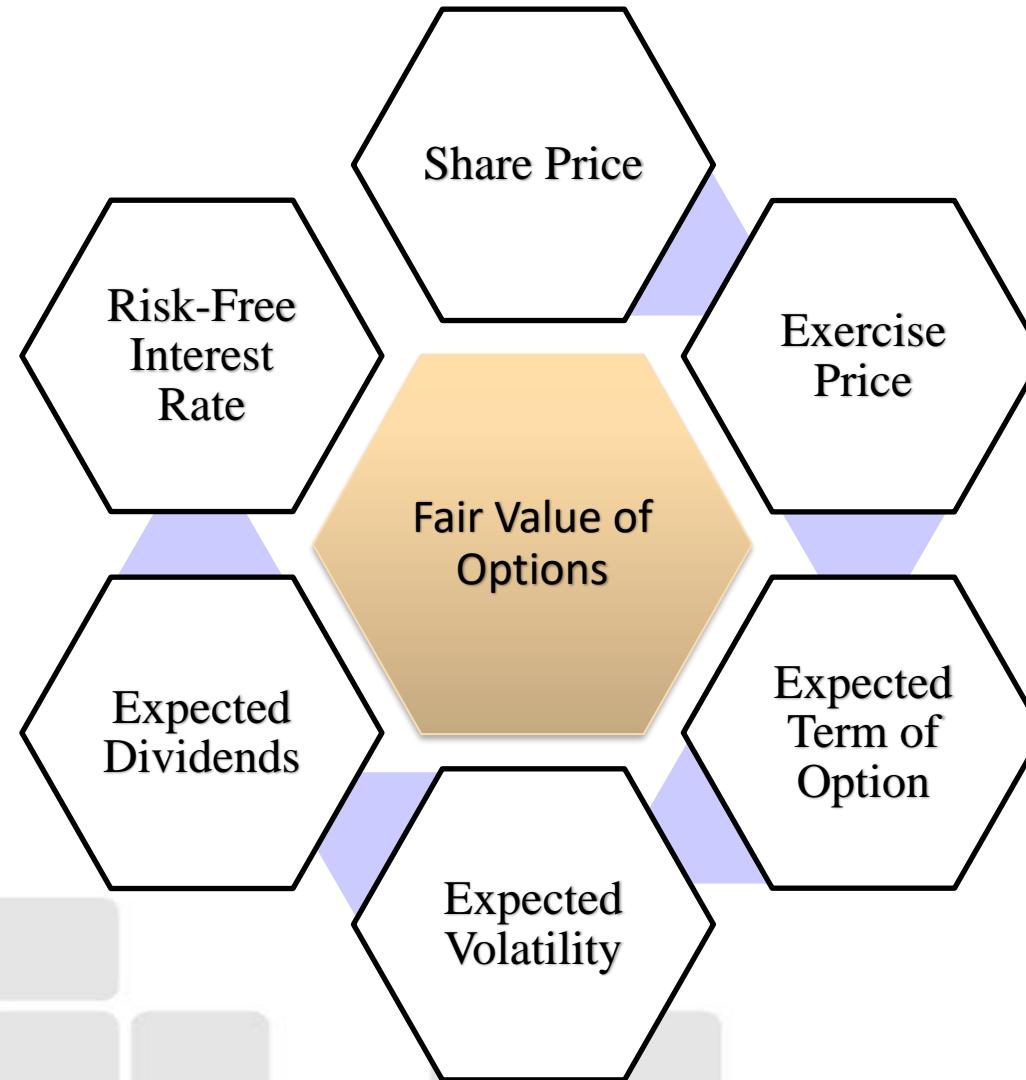 Share Price
Exercise
Price
Expected
Term of
Option
Expected
Volatility
Expected
Dividends
Risk-Free
Interest
Rate
Fair Value of
Options